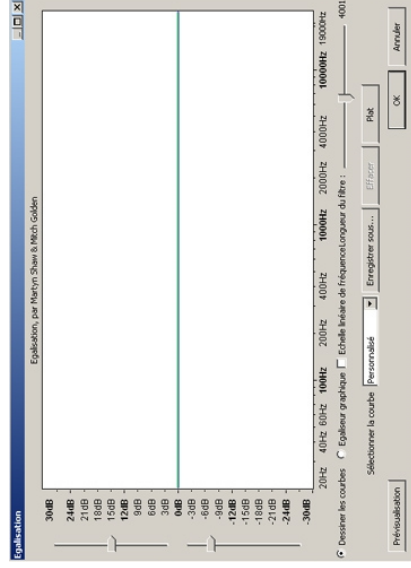 Egalisation
Egalisation, par Martyn Shaw & Mitch Golden
30dB
24dB
21dB
18dB
15dB
12dB
9dB
6dB
3dB
0dB
-3dB
-6dB
-9dB
-12dB
-15dB
-18dB
-21dB
-24dB
-30dB
20Hz 40Hz 60Hz 100Hz 200Hz 400Hz 1000Hz 2000Hz 4000Hz 10000Hz 19000Hz
Dessiner les courbes Egaliseur graphique Echelle linéaire de fréquence Longueur du filtre : 4001
Sélectionner la courbe Personnalisé Enregistrer sous... Effacer Plat
Prévisualisation OK Annuler